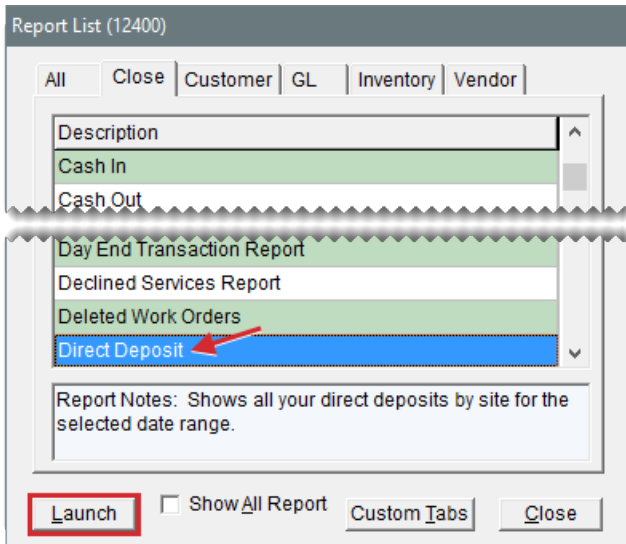 Report List (12400)
All Close Customer GL Inventory Vendor
Description
Cash In
Cash Out
Day End Transaction Report
Declined Services Report
Deleted Work Orders
Direct Deposit
Report Notes:  Shows all your direct deposits by site for the
selected date range.
Launch Show All Report Custom Tabs Close